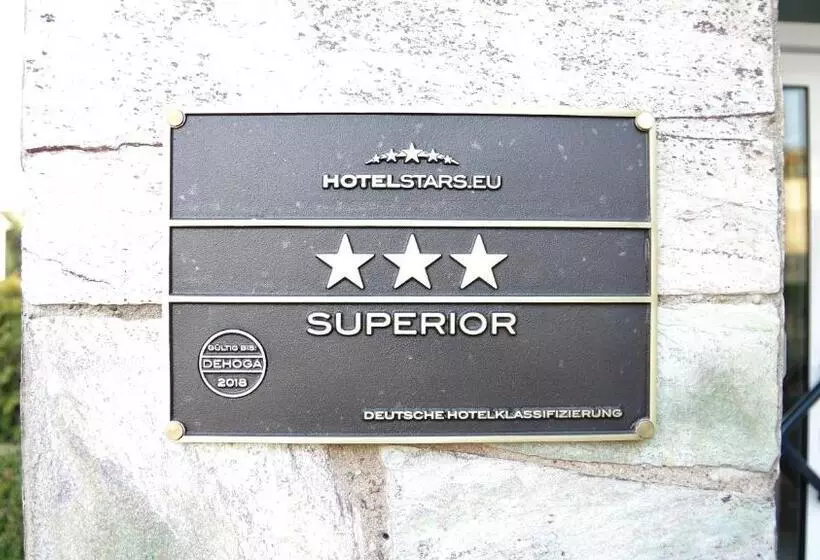 HOTELSTARS.EU
SUPERIOR
GÜLTIG BIS:
DEHOGA
2018
DEUTSCHE HOTELKLASSIFIZIERUNG